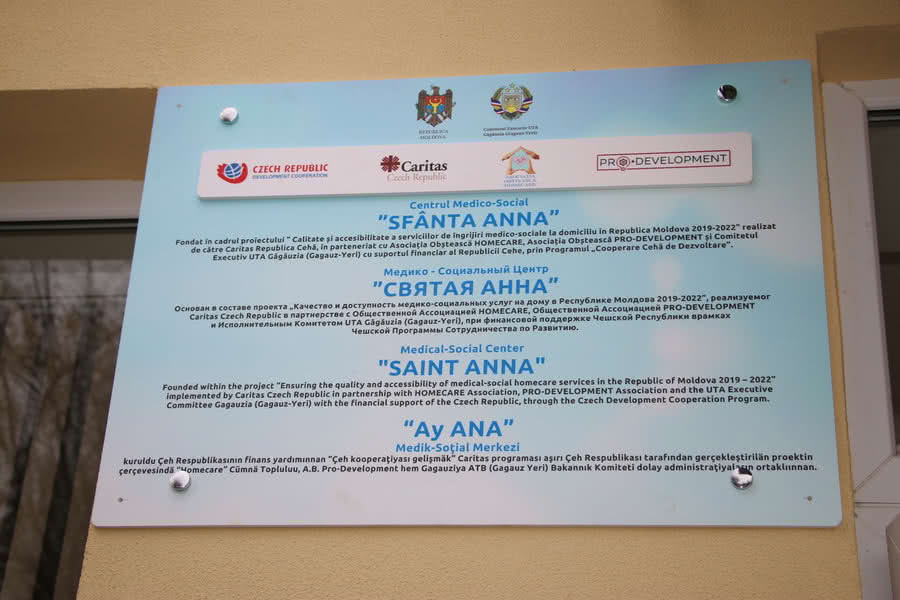 REPUBLICA
MOLDOVA
Comitetul Executiv UTA
Găgăuzia (Gagauz-Yeri)
CZECH REPUBLIC
DEVELOPMENT COOPERATION
Caritas
Czech Republic
PRO DEVELOPMENT
Centrul Medico-Social
"SFÂNTA ANNA"
Fondat în cadrul proiectului " Calitate și accesibilitate a serviciilor de îngrijiri medico-sociale la domiciliu în Republica Moldova 2019-2022" realizat
de către Caritas Republica Cehă, în parteneriat cu Asociația Obștească HOMECARE, Asociația Obștească PRO-DEVELOPMENT și Comitetul
Executiv UTA Găgăuzia (Gagauz-Yeri) cu suportul financiar al Republicii Cehe, prin Programul „Cooperare Cehă de Dezvoltare".
Медико - Социальный Центр
"СВЯТАЯ АННА"
Основан в составе проекта „Качество и доступность медико-социальных услуг на дому в Республике Молдова 2019-2022", реализуемог
Caritas Czech Republic в партнерстве с Общественной Ассоциацией HOMECARE, Общественной Ассоциацией PRO-DEVELOPMENT
и Исполнительным Комитетом UTA Găgăuzia (Gagauz-Yeri), при финансовой поддержке Чешской Республики врамках
Чешской Программы Сотрудничества по Развитию.
Medical-Social Center
"SAINT ANNA"
Founded within the project "Ensuring the quality and accessibility of medical-social homecare services in the Republic of Moldova 2019 – 2022"
implemented by Caritas Czech Republic in partnership with HOMECARE Association, PRO-DEVELOPMENT Association and the UTA Executive
Committee Gagauzia (Gagauz-Yeri) with the financial support of the Czech Republic, through the Czech Development Cooperation Program.
"Ay ANA"
Medik-Soțial Merkezi
kuruldu Çeh Respublikasının finans yardımınnan "Çeh kooperațiyası gelişmäk" Caritas programası aşırı Çeh Respublikası tarafından gerçekleştirilän proektin
çerçevesindä "Homecare" Cümnä Topluluu, A.B. Pro-Development hem Gagauziya ATB (Gagauz Yeri) Bakannık Komiteti dolay administrațiyaların ortaklıınnan.